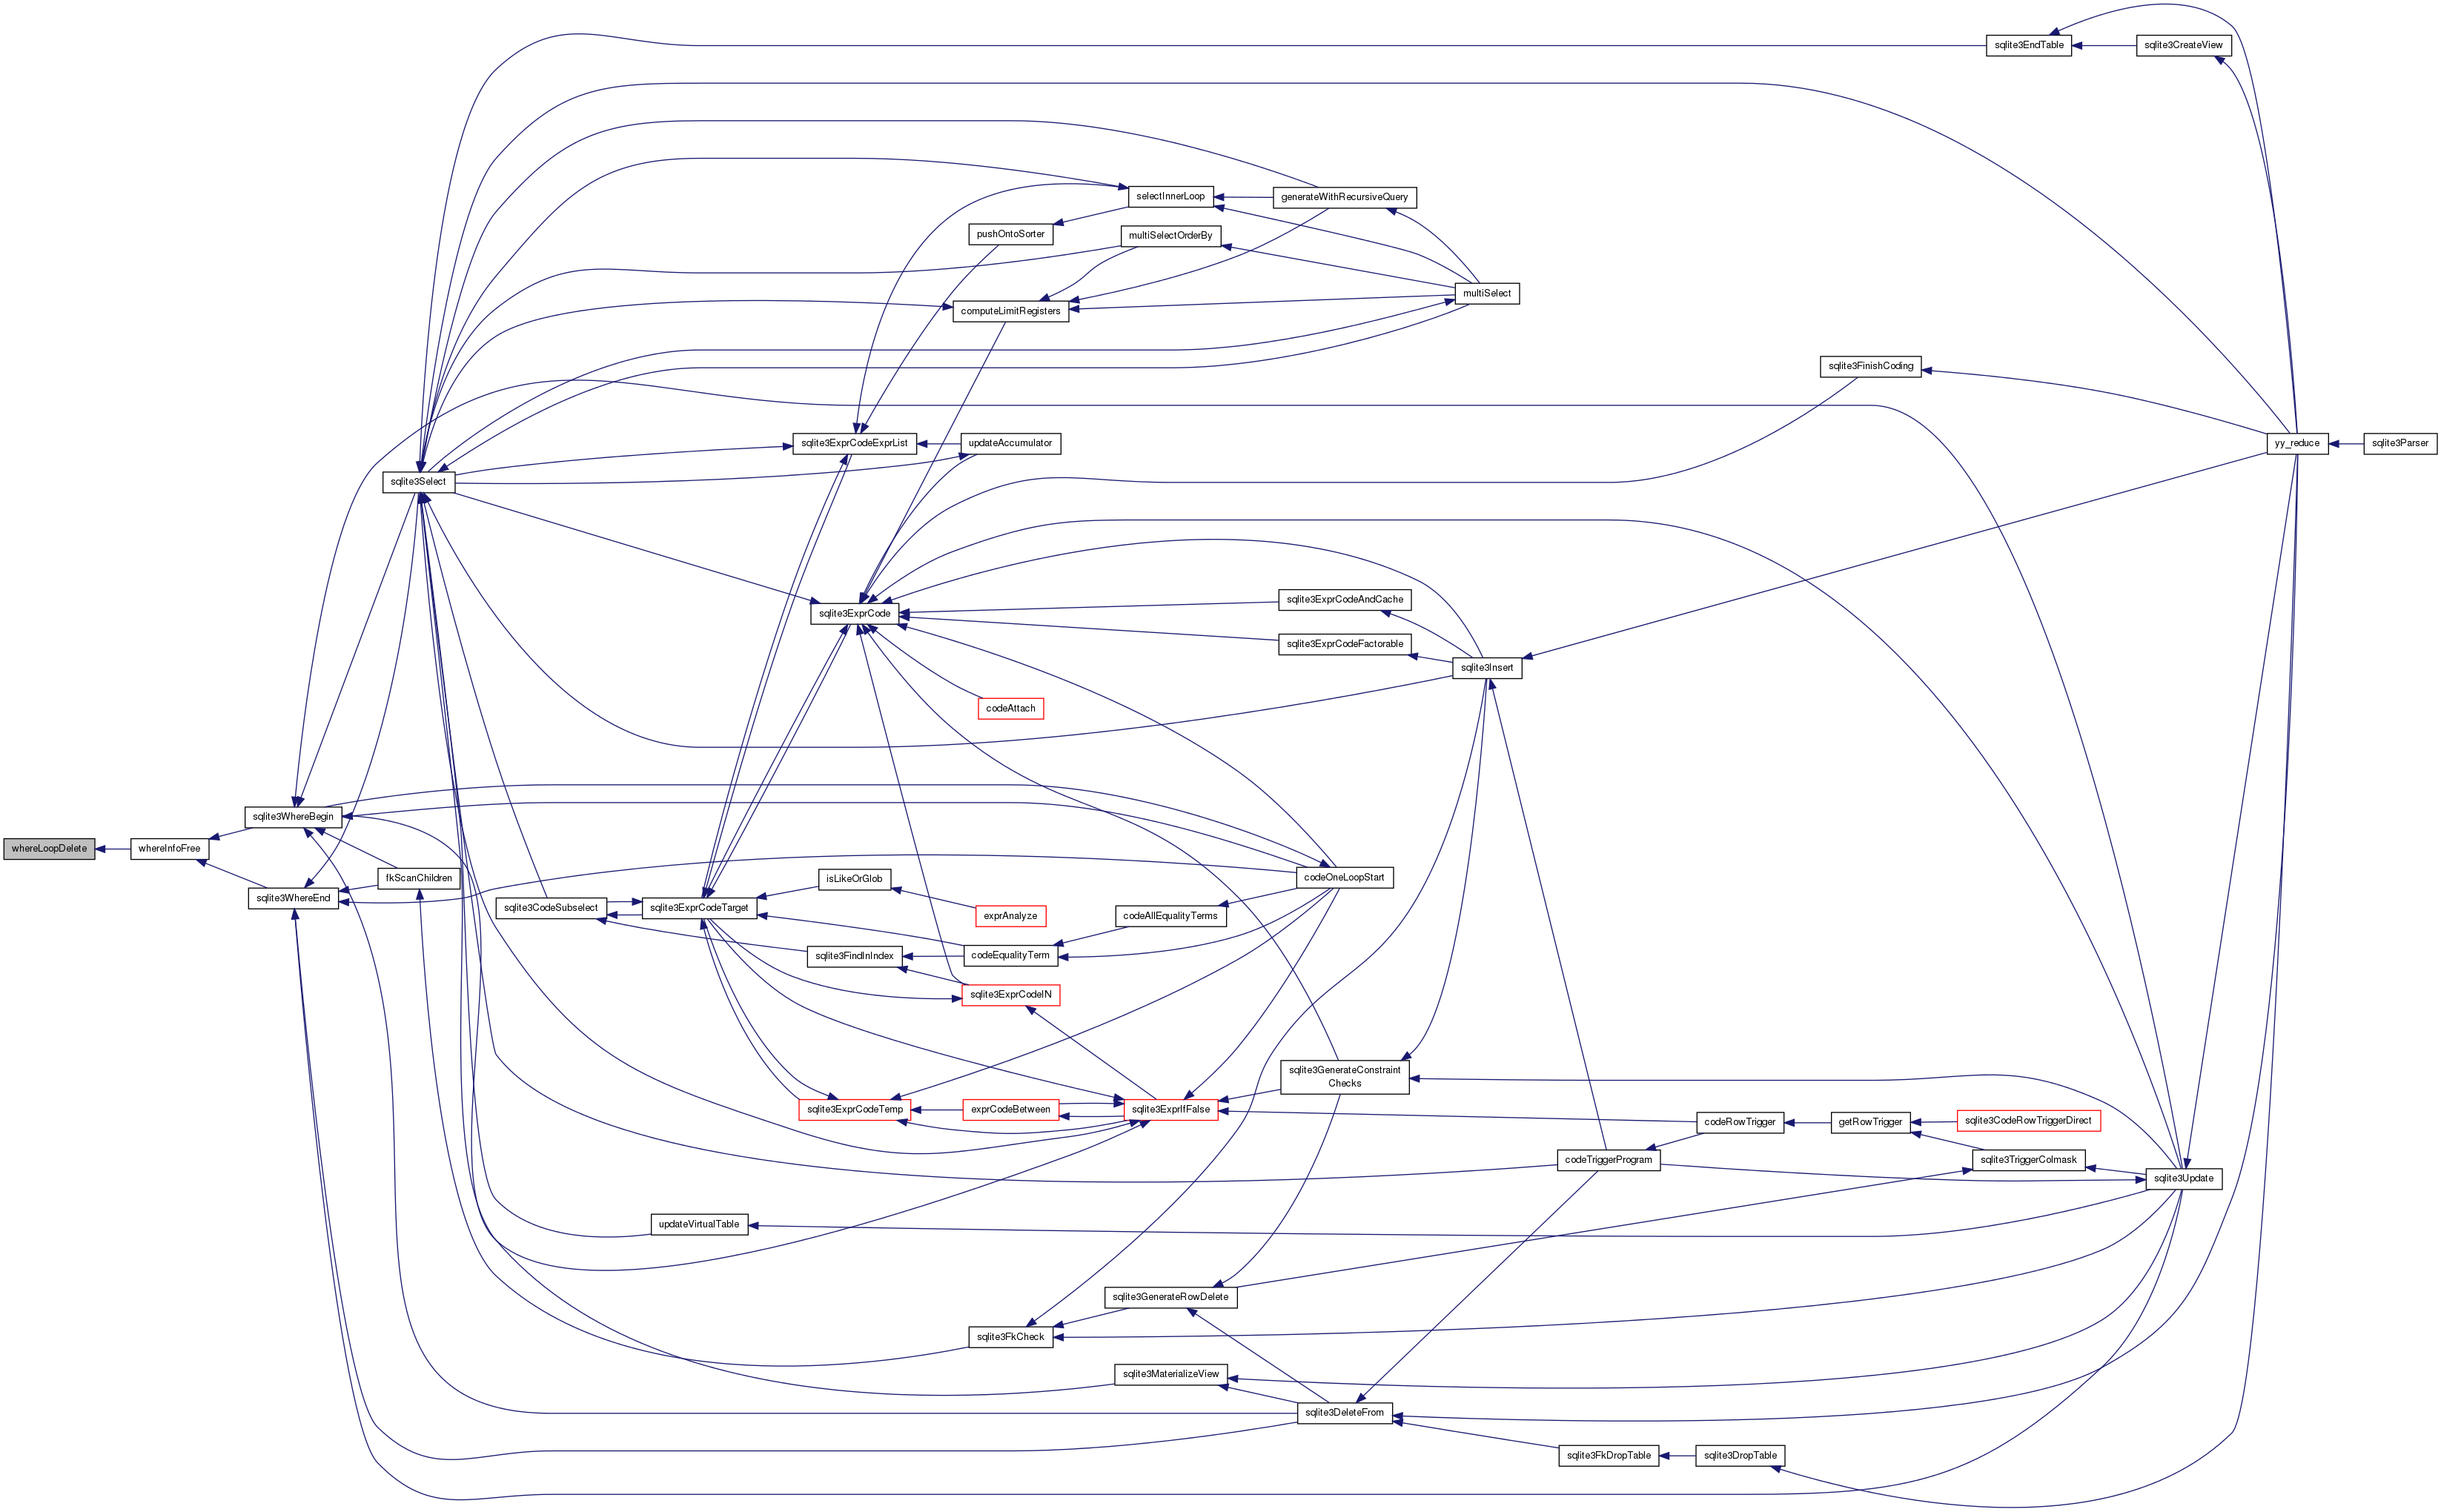 sqlite3EndTable
sqlite3CreateView
selectInnerLoop
generateWithRecursiveQuery
pushOntoSorter
multiSelectOrderBy
multiSelect
computeLimitRegisters
sqlite3FinishCoding
sqlite3ExprCodeExprList
updateAccumulator
yy_reduce
sqlite3Parser
sqlite3Select
sqlite3ExprCode
sqlite3ExprCodeAndCache
sqlite3ExprCodeFactorable
sqlite3Insert
codeAttach
sqlite3WhereBegin
whereLoopDelete
whereInfoFree
fkScanChildren
sqlite3WhereEnd
isLikeOrGlob
codeOneLoopStart
sqlite3CodeSubselect
sqlite3ExprCodeTarget
exprAnalyze
codeAllEqualityTerms
sqlite3FindInIndex
codeEqualityTerm
sqlite3ExprCodeIN
sqlite3GenerateConstraint
Checks
sqlite3ExprCodeTemp
exprCodeBetween
sqlite3ExprIfFalse
codeRowTrigger
getRowTrigger
sqlite3CodeRowTriggerDirect
codeTriggerProgram
sqlite3TriggerColmask
sqlite3Update
updateVirtualTable
sqlite3GenerateRowDelete
sqlite3FkCheck
sqlite3MaterializeView
sqlite3DeleteFrom
sqlite3FkDropTable
sqlite3DropTable